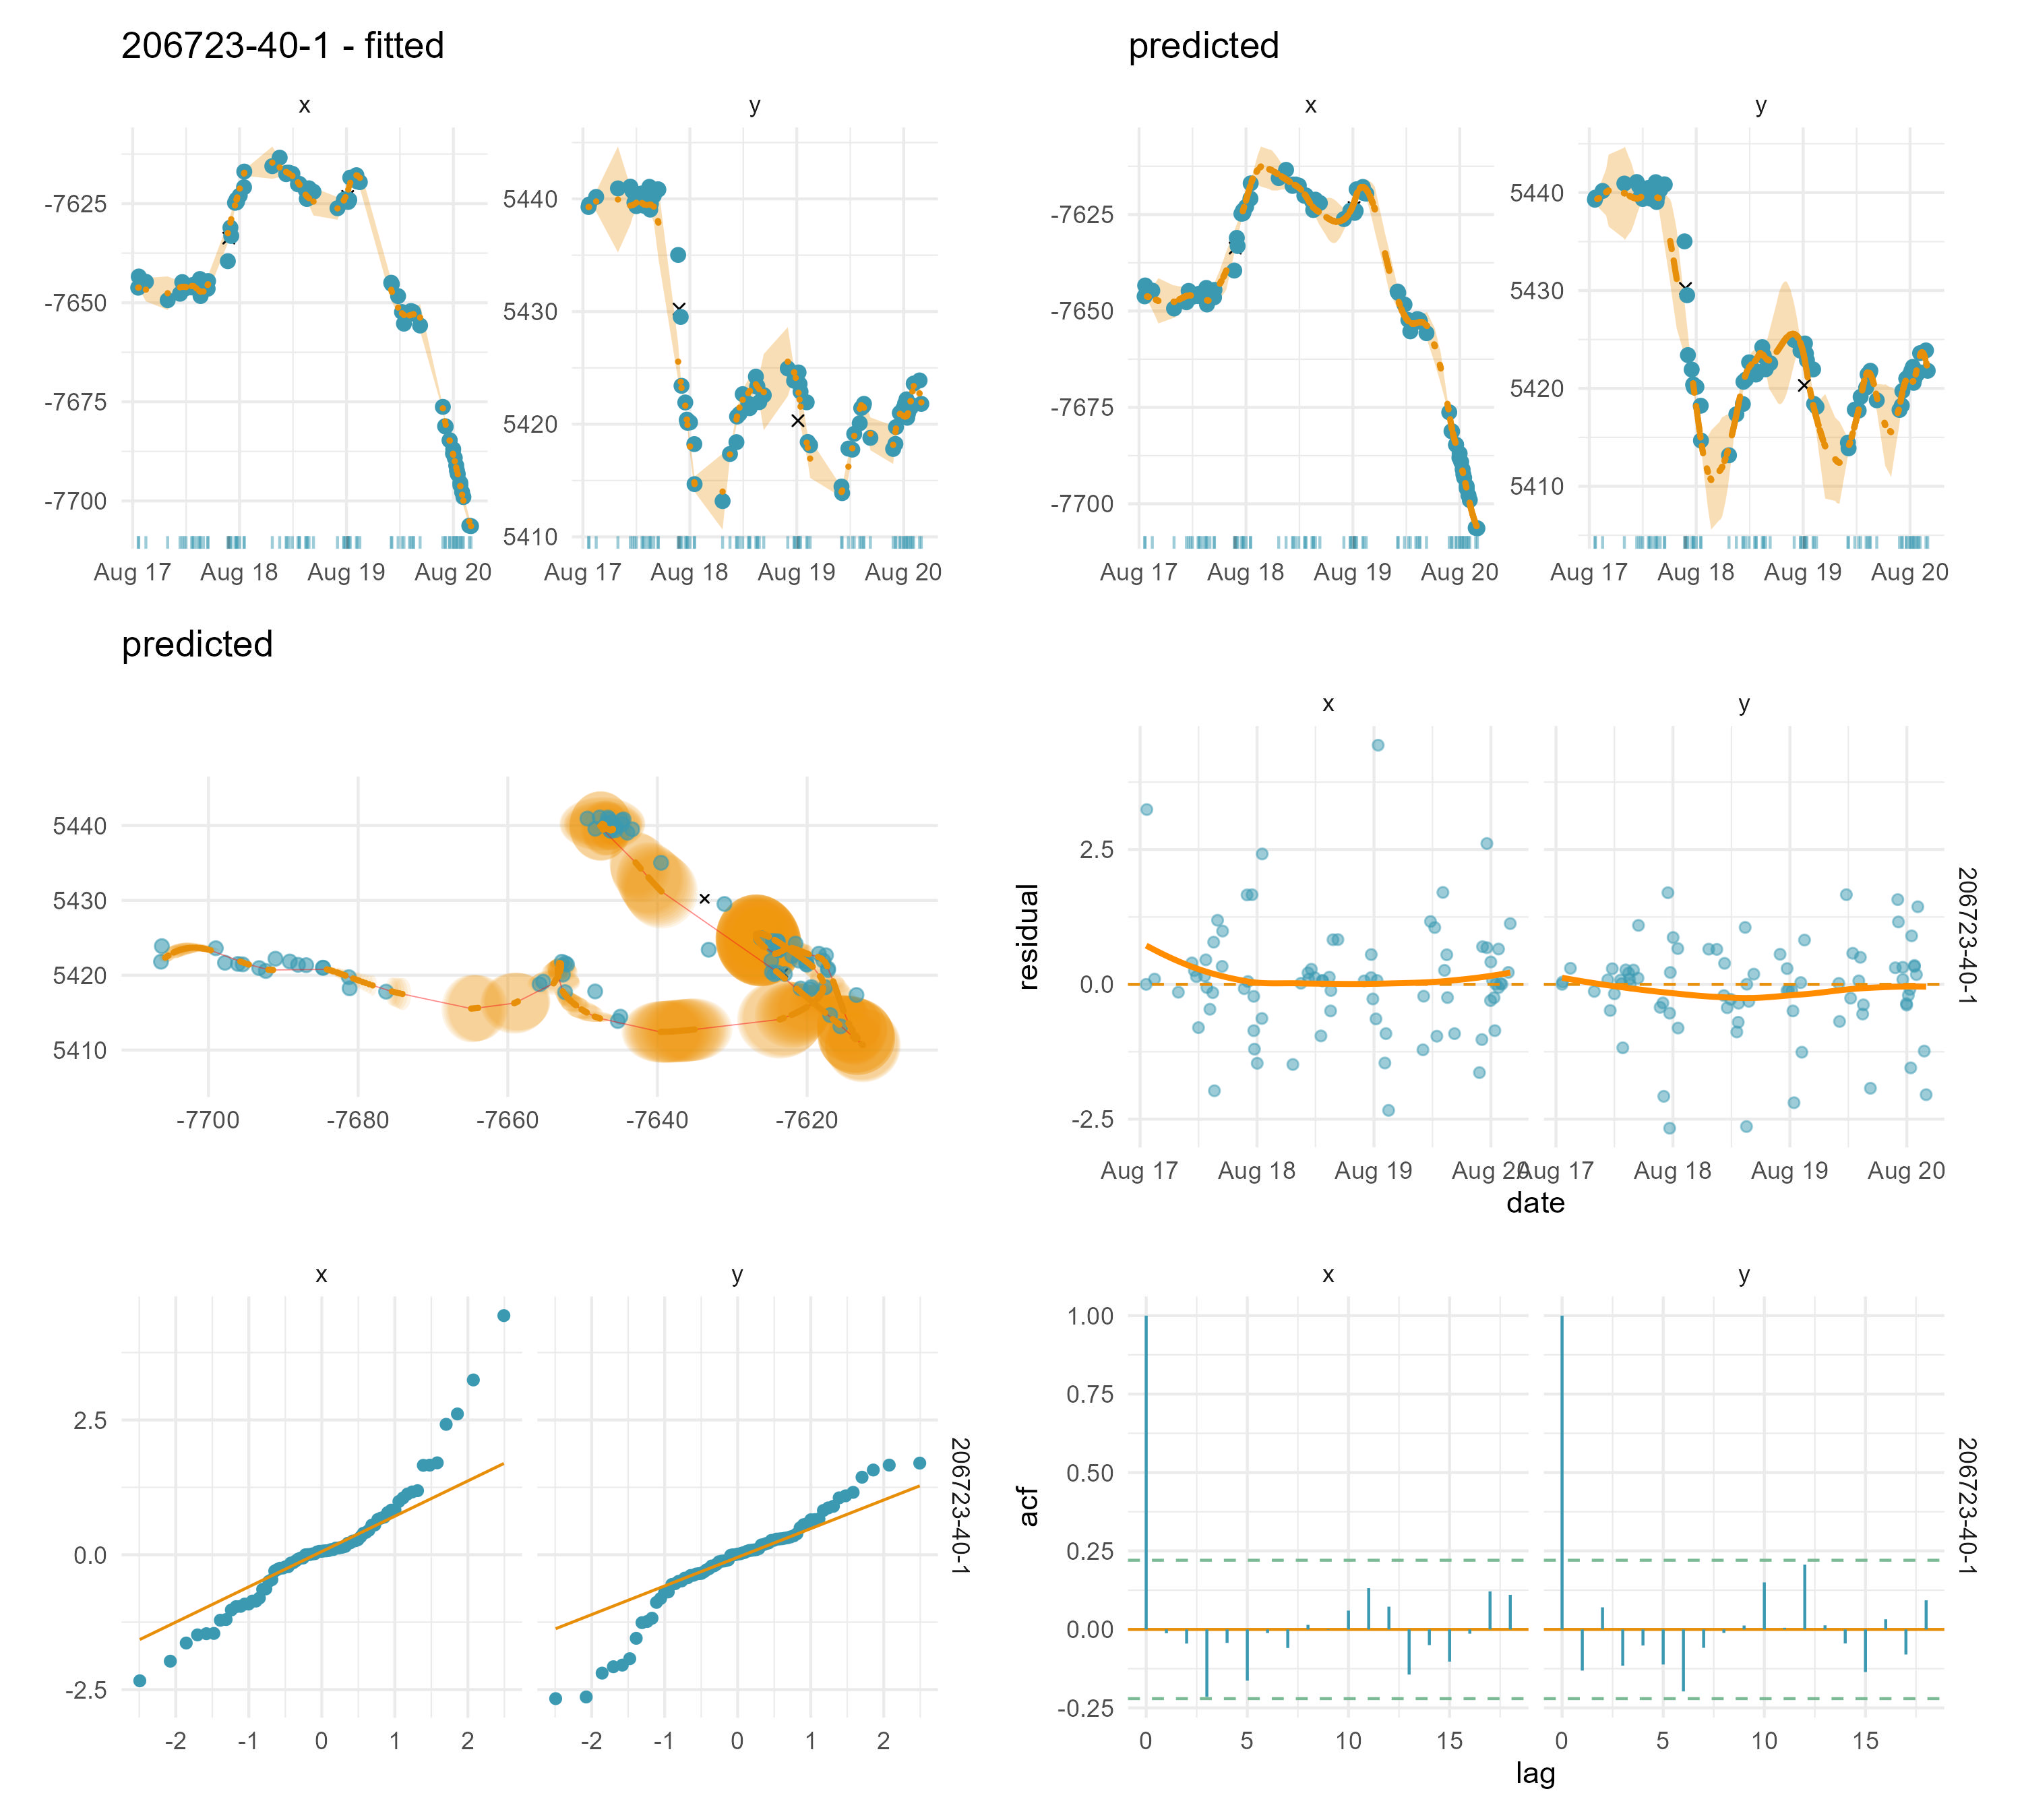 206723-40-1 - fitted
predicted
x
y
x
y
-7625
-7650
-7675
-7700
5440
5430
5420
5410
-7625
-7650
-7675
-7700
5440
5430
5420
5410
Aug 17 Aug 18 Aug 19 Aug 20
Aug 17 Aug 18 Aug 19 Aug 20
Aug 17 Aug 18 Aug 19 Aug 20
Aug 17 Aug 18 Aug 19 Aug 20
predicted
5440
5430
5420
5410
-7700 -7680 -7660 -7640 -7620
x
y
residual
2.5
0.0
-2.5
Aug 17 Aug 18 Aug 19 Aug 20
Aug 17 Aug 18 Aug 19 Aug 20
date
206723-40-1
x
y
2.5
0.0
-2.5
-2 -1 0 1 2
-2 -1 0 1 2
206723-40-1
x
y
acf
1.00
0.75
0.50
0.25
0.00
-0.25
0 5 10 15
0 5 10 15
lag
206723-40-1